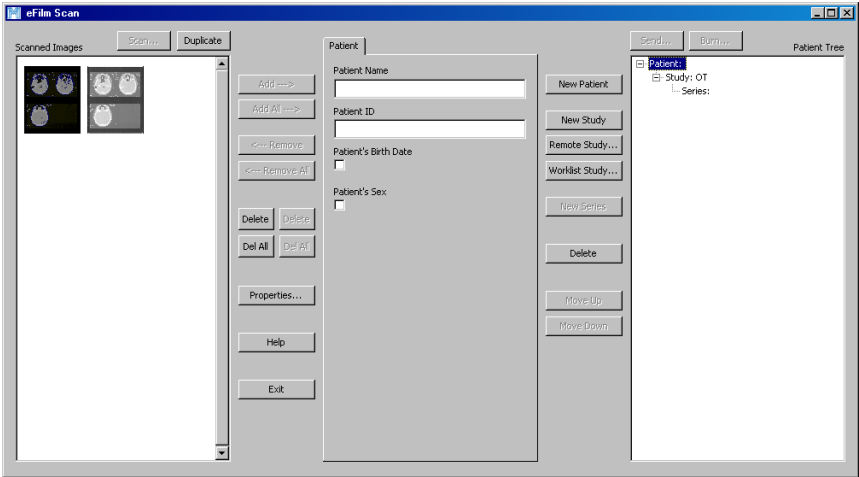 eFilm Scan
Scanned Images
Scan...
Duplicate
Patient
Send...
Burn...
Patient Tree
Add --->
Add All --->
<--- Remove
<--- Remove All
Delete
Delete
Del All
Del All
Properties...
Help
Exit
Patient Name
Patient ID
Patient's Birth Date
Patient's Sex
New Patient
New Study
Remote Study...
Worklist Study...
New Series
Delete
Move Up
Move Down
Patient:
Study: OT
Series: